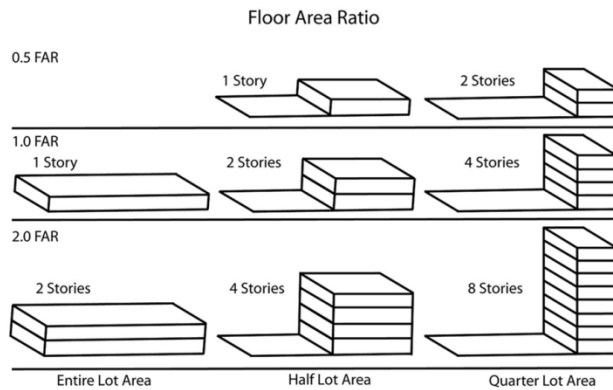 Floor Area Ratio
0.5 FAR
1 Story
2 Stories
1.0 FAR
1 Story
2 Stories
4 Stories
2.0 FAR
2 Stories
4 Stories
8 Stories
Entire Lot Area
Half Lot Area
Quarter Lot Area